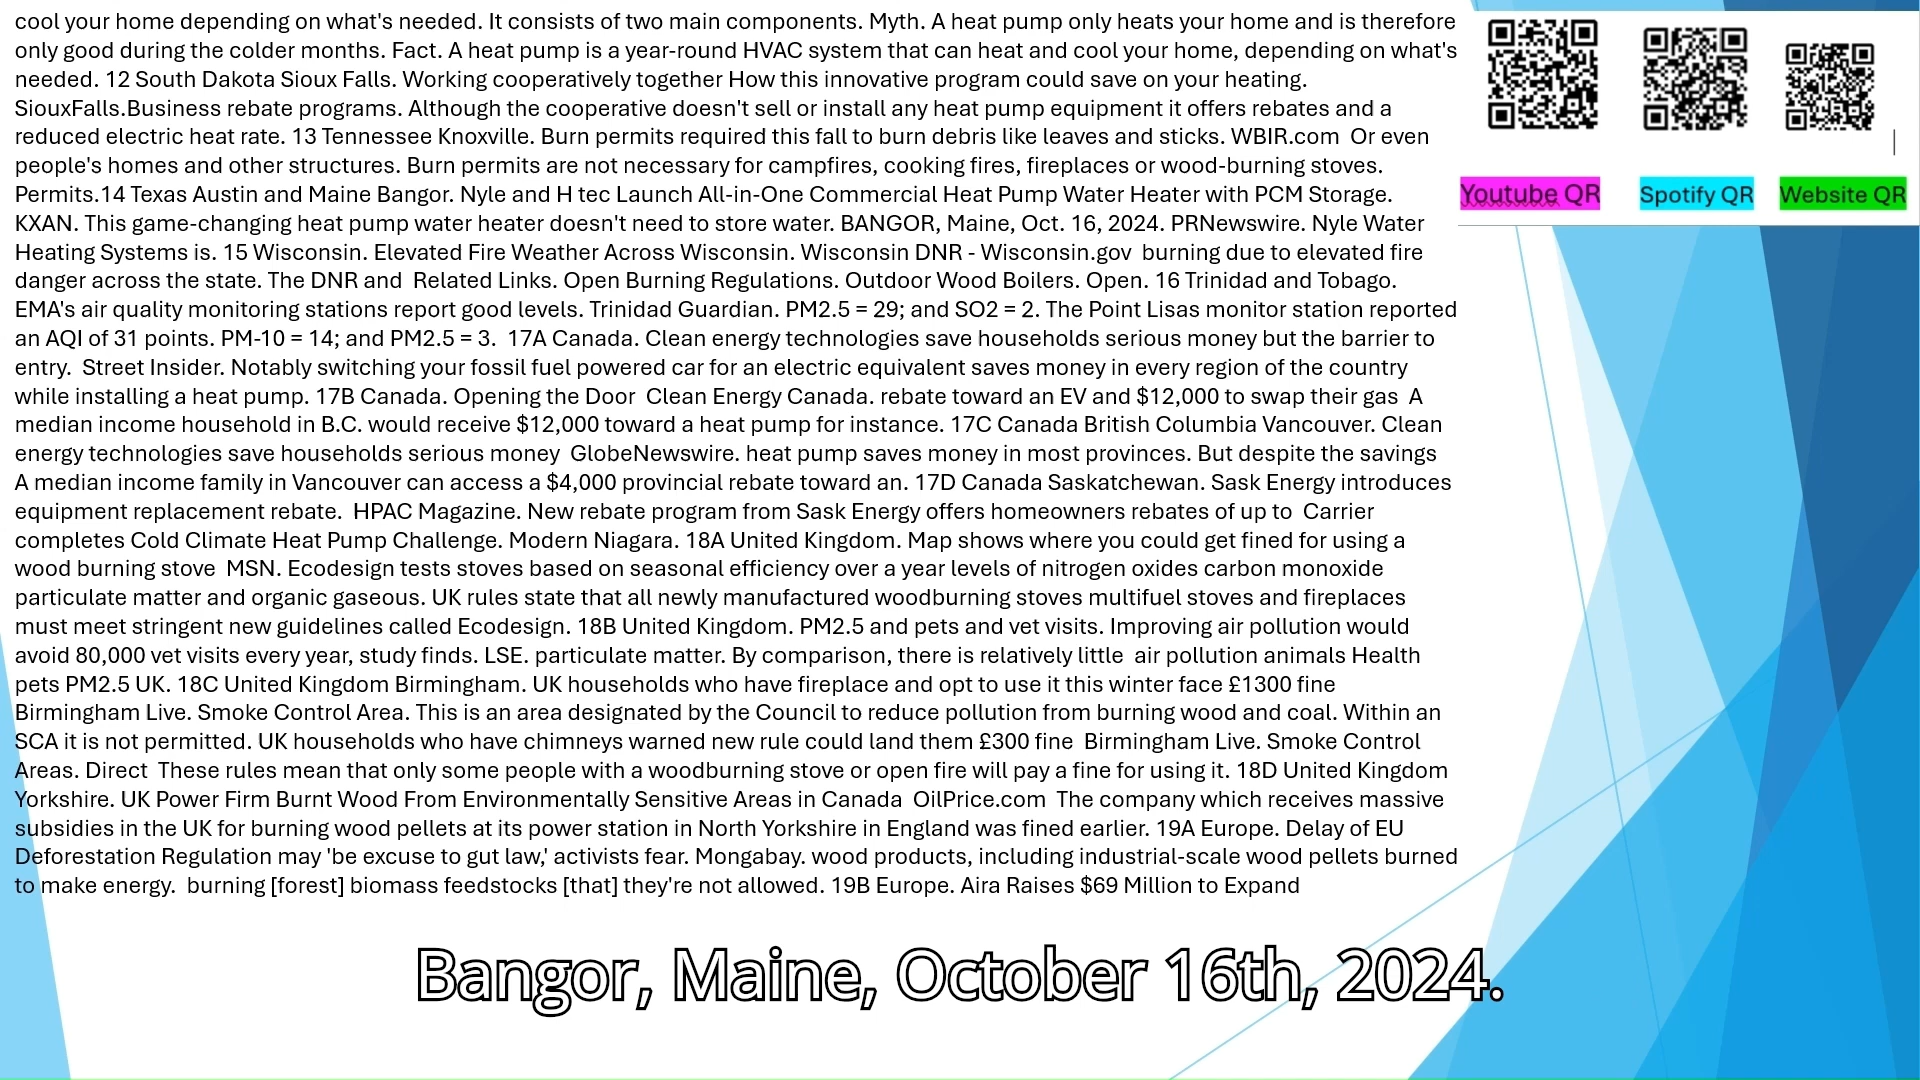 cool your home depending on what's needed. It consists of two main components. Myth. A heat pump only heats your home and is therefore
only good during the colder months. Fact. A heat pump is a year-round HVAC system that can heat and cool your home, depending on what's
needed. 12 South Dakota Sioux Falls. Working cooperatively together How this innovative program could save on your heating.
SiouxFalls.Business rebate programs. Although the cooperative doesn't sell or install any heat pump equipment it offers rebates and a
reduced electric heat rate. 13 Tennessee Knoxville. Burn permits required this fall to burn debris like leaves and sticks. WBIR.com  Or even
people's homes and other structures. Burn permits are not necessary for campfires, cooking fires, fireplaces or wood-burning stoves.
Permits.14 Texas Austin and Maine Bangor. Nyle and H tec Launch All-in-One Commercial Heat Pump Water Heater with PCM Storage.
KXAN. This game-changing heat pump water heater doesn't need to store water. BANGOR, Maine, Oct. 16, 2024. PRNewswire. Nyle Water
Heating Systems is. 15 Wisconsin. Elevated Fire Weather Across Wisconsin. Wisconsin DNR - Wisconsin.gov  burning due to elevated fire
danger across the state. The DNR and  Related Links. Open Burning Regulations. Outdoor Wood Boilers. Open. 16 Trinidad and Tobago.
EMA's air quality monitoring stations report good levels. Trinidad Guardian. PM2.5 = 29; and SO2 = 2. The Point Lisas monitor station reported
an AQI of 31 points. PM-10 = 14; and PM2.5 = 3.  17A Canada. Clean energy technologies save households serious money but the barrier to
entry.  Street Insider. Notably switching your fossil fuel powered car for an electric equivalent saves money in every region of the country
while installing a heat pump. 17B Canada. Opening the Door  Clean Energy Canada. rebate toward an EV and $12,000 to swap their gas  A
median income household in B.C. would receive $12,000 toward a heat pump for instance. 17C Canada British Columbia Vancouver. Clean
energy technologies save households serious money  GlobeNewswire. heat pump saves money in most provinces. But despite the savings
A median income family in Vancouver can access a $4,000 provincial rebate toward an. 17D Canada Saskatchewan. Sask Energy introduces
equipment replacement rebate.  HPAC Magazine. New rebate program from Sask Energy offers homeowners rebates of up to  Carrier
completes Cold Climate Heat Pump Challenge. Modern Niagara. 18A United Kingdom. Map shows where you could get fined for using a
wood burning stove  MSN. Ecodesign tests stoves based on seasonal efficiency over a year levels of nitrogen oxides carbon monoxide
particulate matter and organic gaseous. UK rules state that all newly manufactured woodburning stoves multifuel stoves and fireplaces
must meet stringent new guidelines called Ecodesign. 18B United Kingdom. PM2.5 and pets and vet visits. Improving air pollution would
avoid 80,000 vet visits every year, study finds. LSE. particulate matter. By comparison, there is relatively little  air pollution animals Health
pets PM2.5 UK. 18C United Kingdom Birmingham. UK households who have fireplace and opt to use it this winter face £1300 fine
Birmingham Live. Smoke Control Area. This is an area designated by the Council to reduce pollution from burning wood and coal. Within an
SCA it is not permitted. UK households who have chimneys warned new rule could land them £300 fine  Birmingham Live. Smoke Control
Areas. Direct  These rules mean that only some people with a woodburning stove or open fire will pay a fine for using it. 18D United Kingdom
Yorkshire. UK Power Firm Burnt Wood From Environmentally Sensitive Areas in Canada  OilPrice.com  The company which receives massive
subsidies in the UK for burning wood pellets at its power station in North Yorkshire in England was fined earlier. 19A Europe. Delay of EU
Deforestation Regulation may 'be excuse to gut law,' activists fear. Mongabay. wood products, including industrial-scale wood pellets burned
to make energy.  burning [forest] biomass feedstocks [that] they're not allowed. 19B Europe. Aira Raises $69 Million to Expand
Youtube QR Spotify QR Website QR
Bangor, Maine, October 16th, 2024.